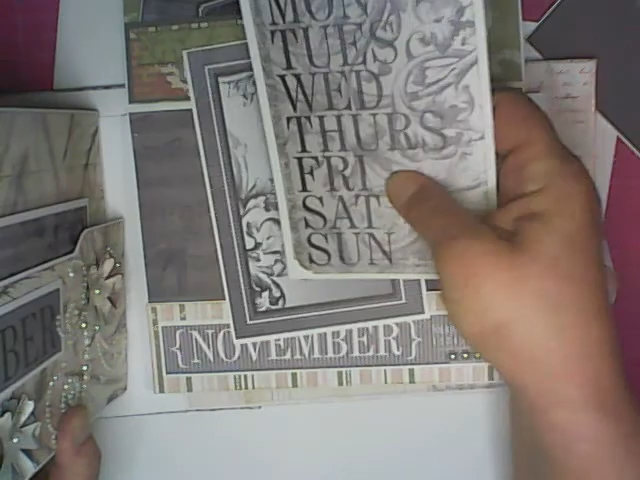 MON
TUES
WED
THURS
FRI
SAT
SUN
{NOVEMBER}
BER